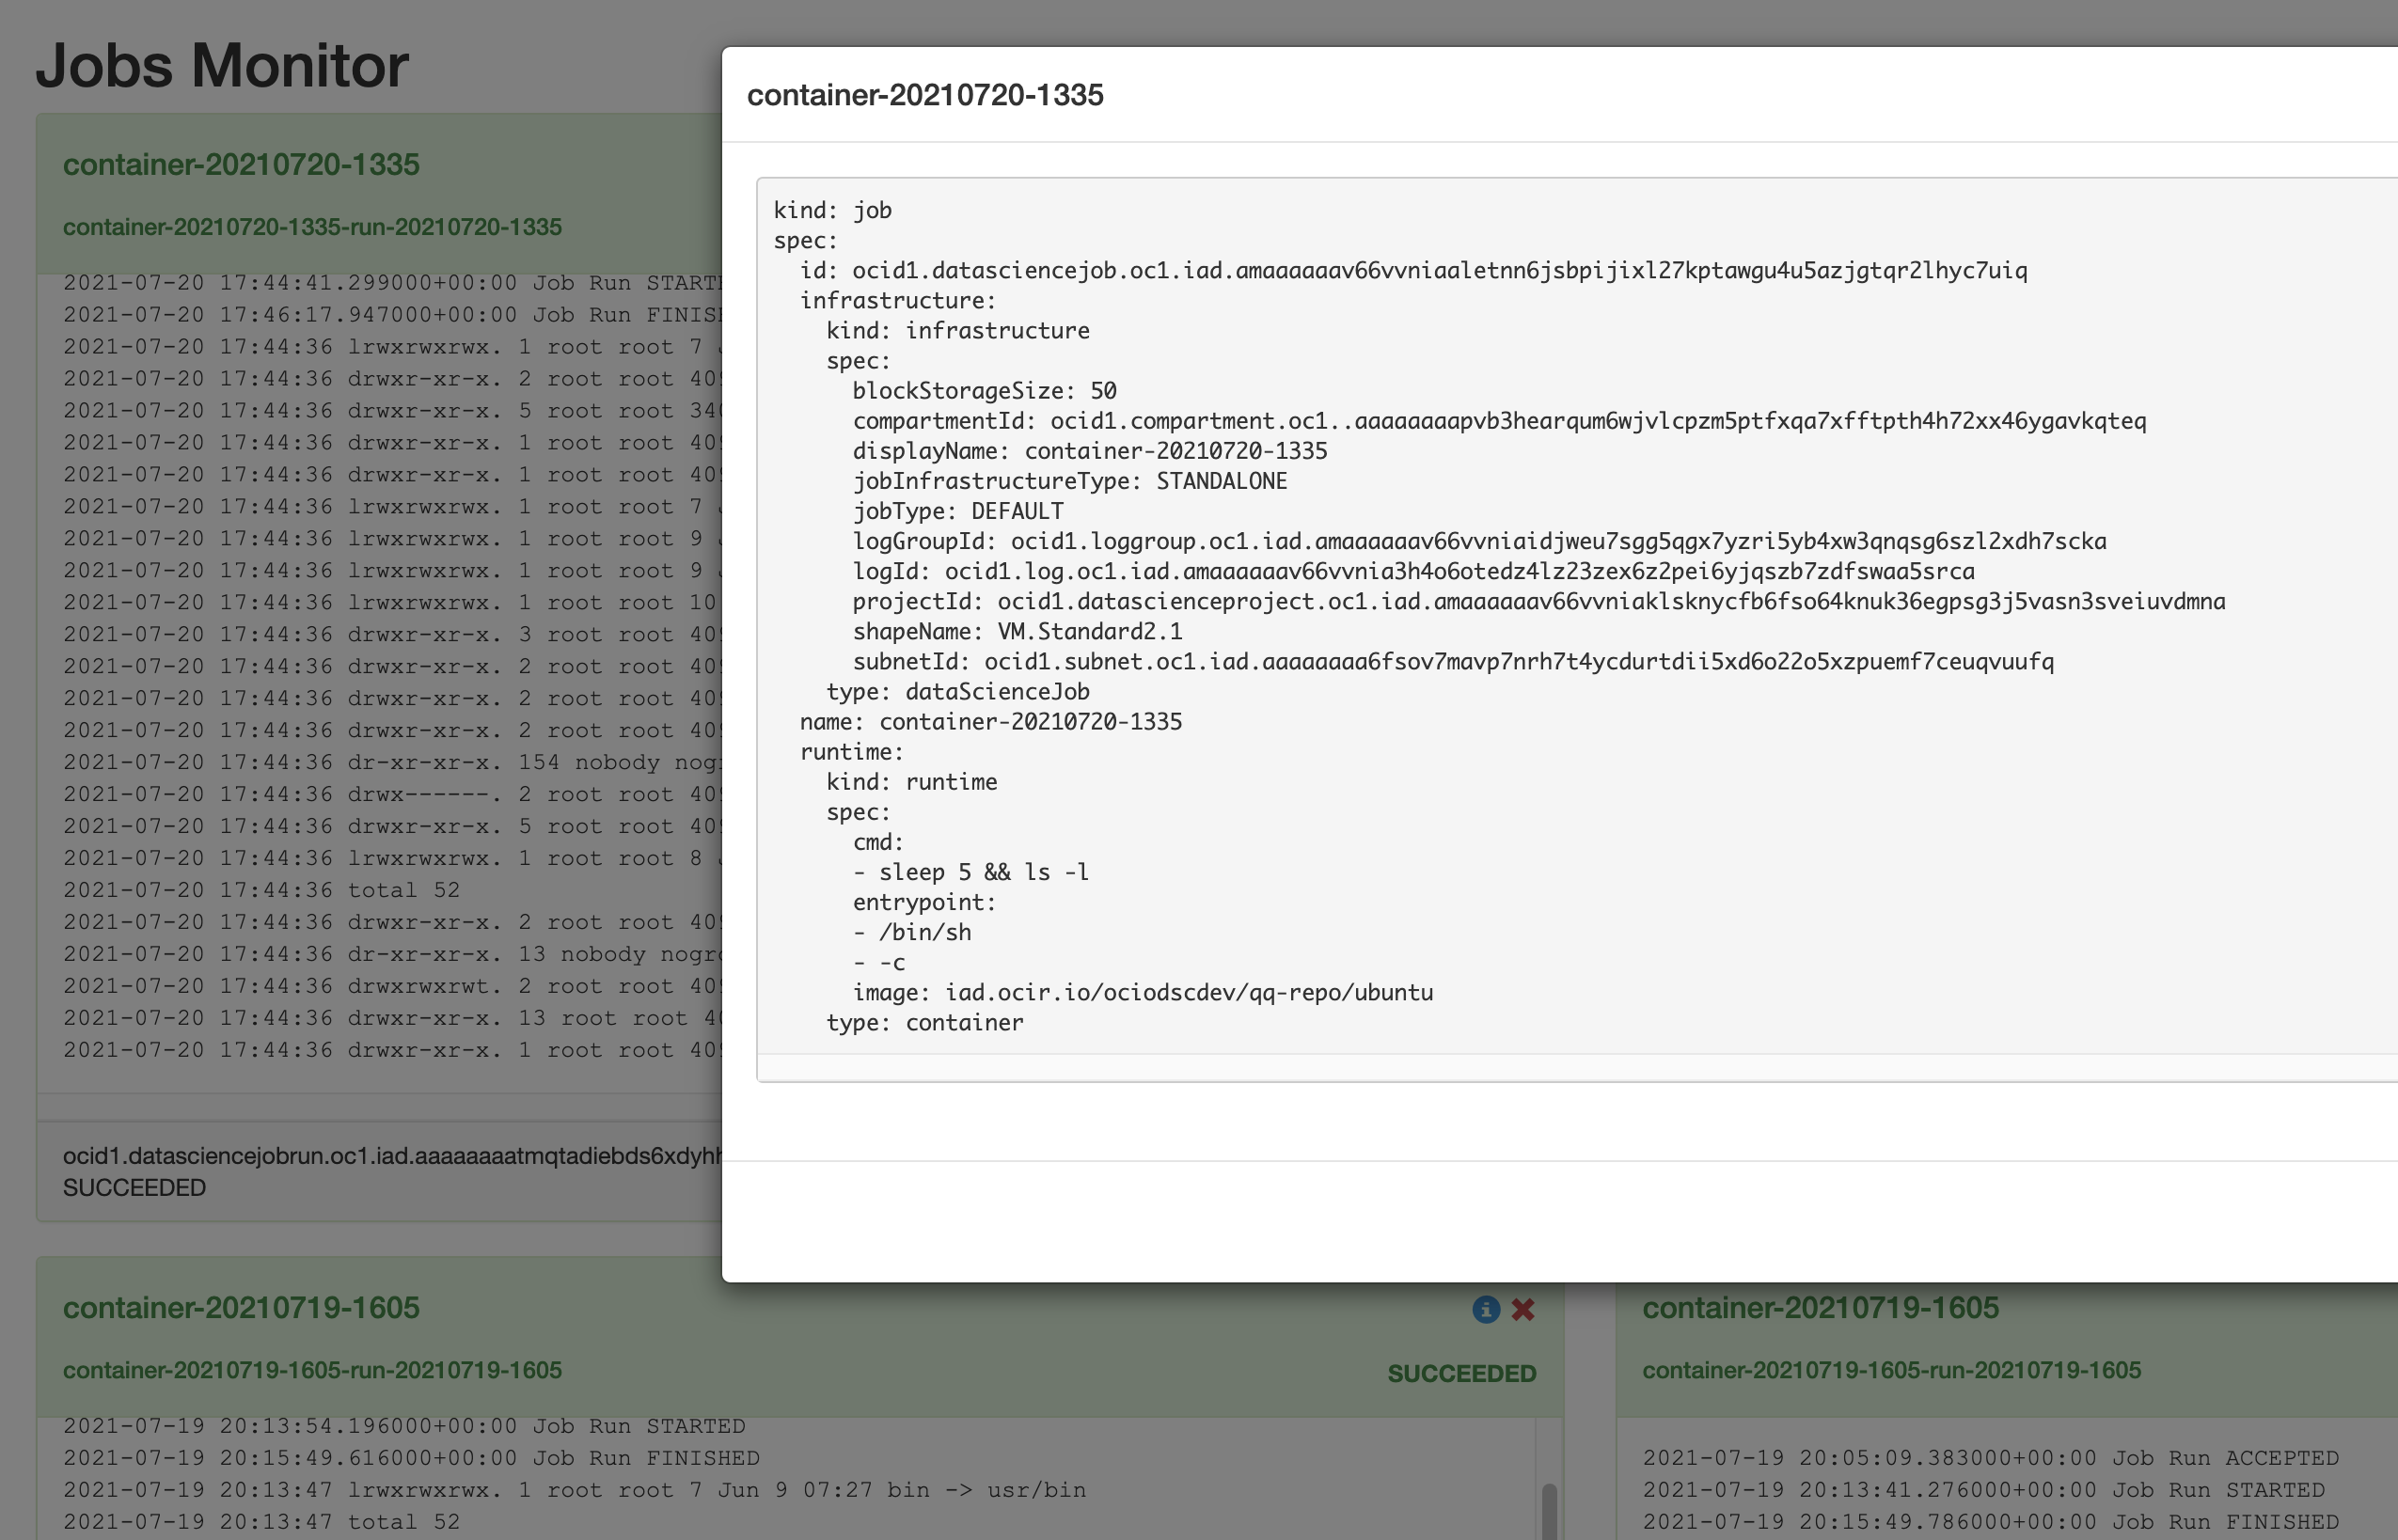 Jobs Monitor
container-20210720-1335
container-20210720-1335-run-20210720-1335
2021-07-20 17:44:41.299000+00:00 Job Run
2021-07-20 17:46:17.947000+00:00 Job Run
2021-07-20 17:44:36 lrwxrwxrwx. 1 root root 7
2021-07-20 17:44:36 drwxr-xr-x. 2 root root
2021-07-20 17:44:36 drwxr-xr-x. 5 root root
2021-07-20 17:44:36 drwxr-xr-x. 1 root root
2021-07-20 17:44:36 drwxr-xr-x. 1 root root
2021-07-20 17:44:36 lrwxrwxrwx. 1 root root 7
2021-07-20 17:44:36 lrwxrwxrwx. 1 root root 9
2021-07-20 17:44:36 lrwxrwxrwx. 1 root root 9
2021-07-20 17:44:36 lrwxrwxrwx. 1 root root 10
2021-07-20 17:44:36 drwxr-xr-x. 3 root root
2021-07-20 17:44:36 drwxr-xr-x. 2 root root
2021-07-20 17:44:36 drwxr-xr-x. 2 root root
2021-07-20 17:44:36 drwxr-xr-x. 2 root root
2021-07-20 17:44:36 dr-xr-xr-x. 154 nobody
2021-07-20 17:44:36 drwx------. 2 root root
2021-07-20 17:44:36 drwxr-xr-x. 5 root root
2021-07-20 17:44:36 lrwxrwxrwx. 1 root root 8
2021-07-20 17:44:36 total 52
2021-07-20 17:44:36 drwxr-xr-x. 2 root root
2021-07-20 17:44:36 dr-xr-xr-x. 13 nobody
2021-07-20 17:44:36 drwxrwxrwt. 2 root root
2021-07-20 17:44:36 drwxr-xr-x. 13 root root
2021-07-20 17:44:36 drwxr-xr-x. 1 root root
SUCCEEDED
container-20210720-1335
kind: job
spec:
  id: ocid1.datasciencejob.oc1.iad.amaaaaaav66vvniaaletnn6jsbpijixl27kptawgu4u5azjgtqr2lhyc7uiq
  infrastructure:
    kind: infrastructure
    spec:
      blockStorageSize: 50
      compartmentId: ocid1.compartment.oc1..aaaaaaaapvb3hearqum6wjvlcpzm5ptfxqa7xfftpth4h72xx46ygavkqteq
      displayName: container-20210720-1335
      jobInfrastructureType: STANDALONE
      jobType: DEFAULT
      logGroupId: ocid1.loggroup.oc1.iad.amaaaaaav66vvniaidjweu7sgg5qgx7yzri5yb4xw3qnqsg6szl2xdh7scka
      logId: ocid1.log.oc1.iad.amaaaaaav66vvnia3h4o6otedz4lz23zex6z2pei6yjqszb7zdfswaa5srca
      projectId: ocid1.datascienceproject.oc1.iad.amaaaaaav66vvniaklsknycfb6fso64knuk36egpsg3j5vasn3sveiuvdmna
      shapeName: VM.Standard2.1
      subnetId: ocid1.subnet.oc1.iad.aaaaaaaa6fsov7mavp7nrh7t4ycdurtdii5xd6o22o5xzpuemf7ceuqvuufq
    type: dataScienceJob
  name: container-20210720-1335
  runtime:
    kind: runtime
    spec:
      cmd:
      - sleep 5 && ls -l
      entrypoint:
      - /bin/sh
      - -c
      image: iad.ocir.io/ociodscdev/qq-repo/ubuntu
    type: container
container-20210719-1605
container-20210719-1605-run-20210719-1605
SUCCEEDED
2021-07-19 20:13:54.196000+00:00 Job Run STARTED
2021-07-19 20:15:49.616000+00:00 Job Run FINISHED
2021-07-19 20:13:47 lrwxrwxrwx. 1 root root 7 Jun 9 07:27 bin -> usr/bin
2021-07-19 20:13:47 total 52
container-20210719-1605
container-20210719-1605-run-20210719-1605
2021-07-19 20:05:09.383000+00:00 Job Run ACCEPTED
2021-07-19 20:13:41.276000+00:00 Job Run STARTED
2021-07-19 20:15:49.786000+00:00 Job Run FINISHED